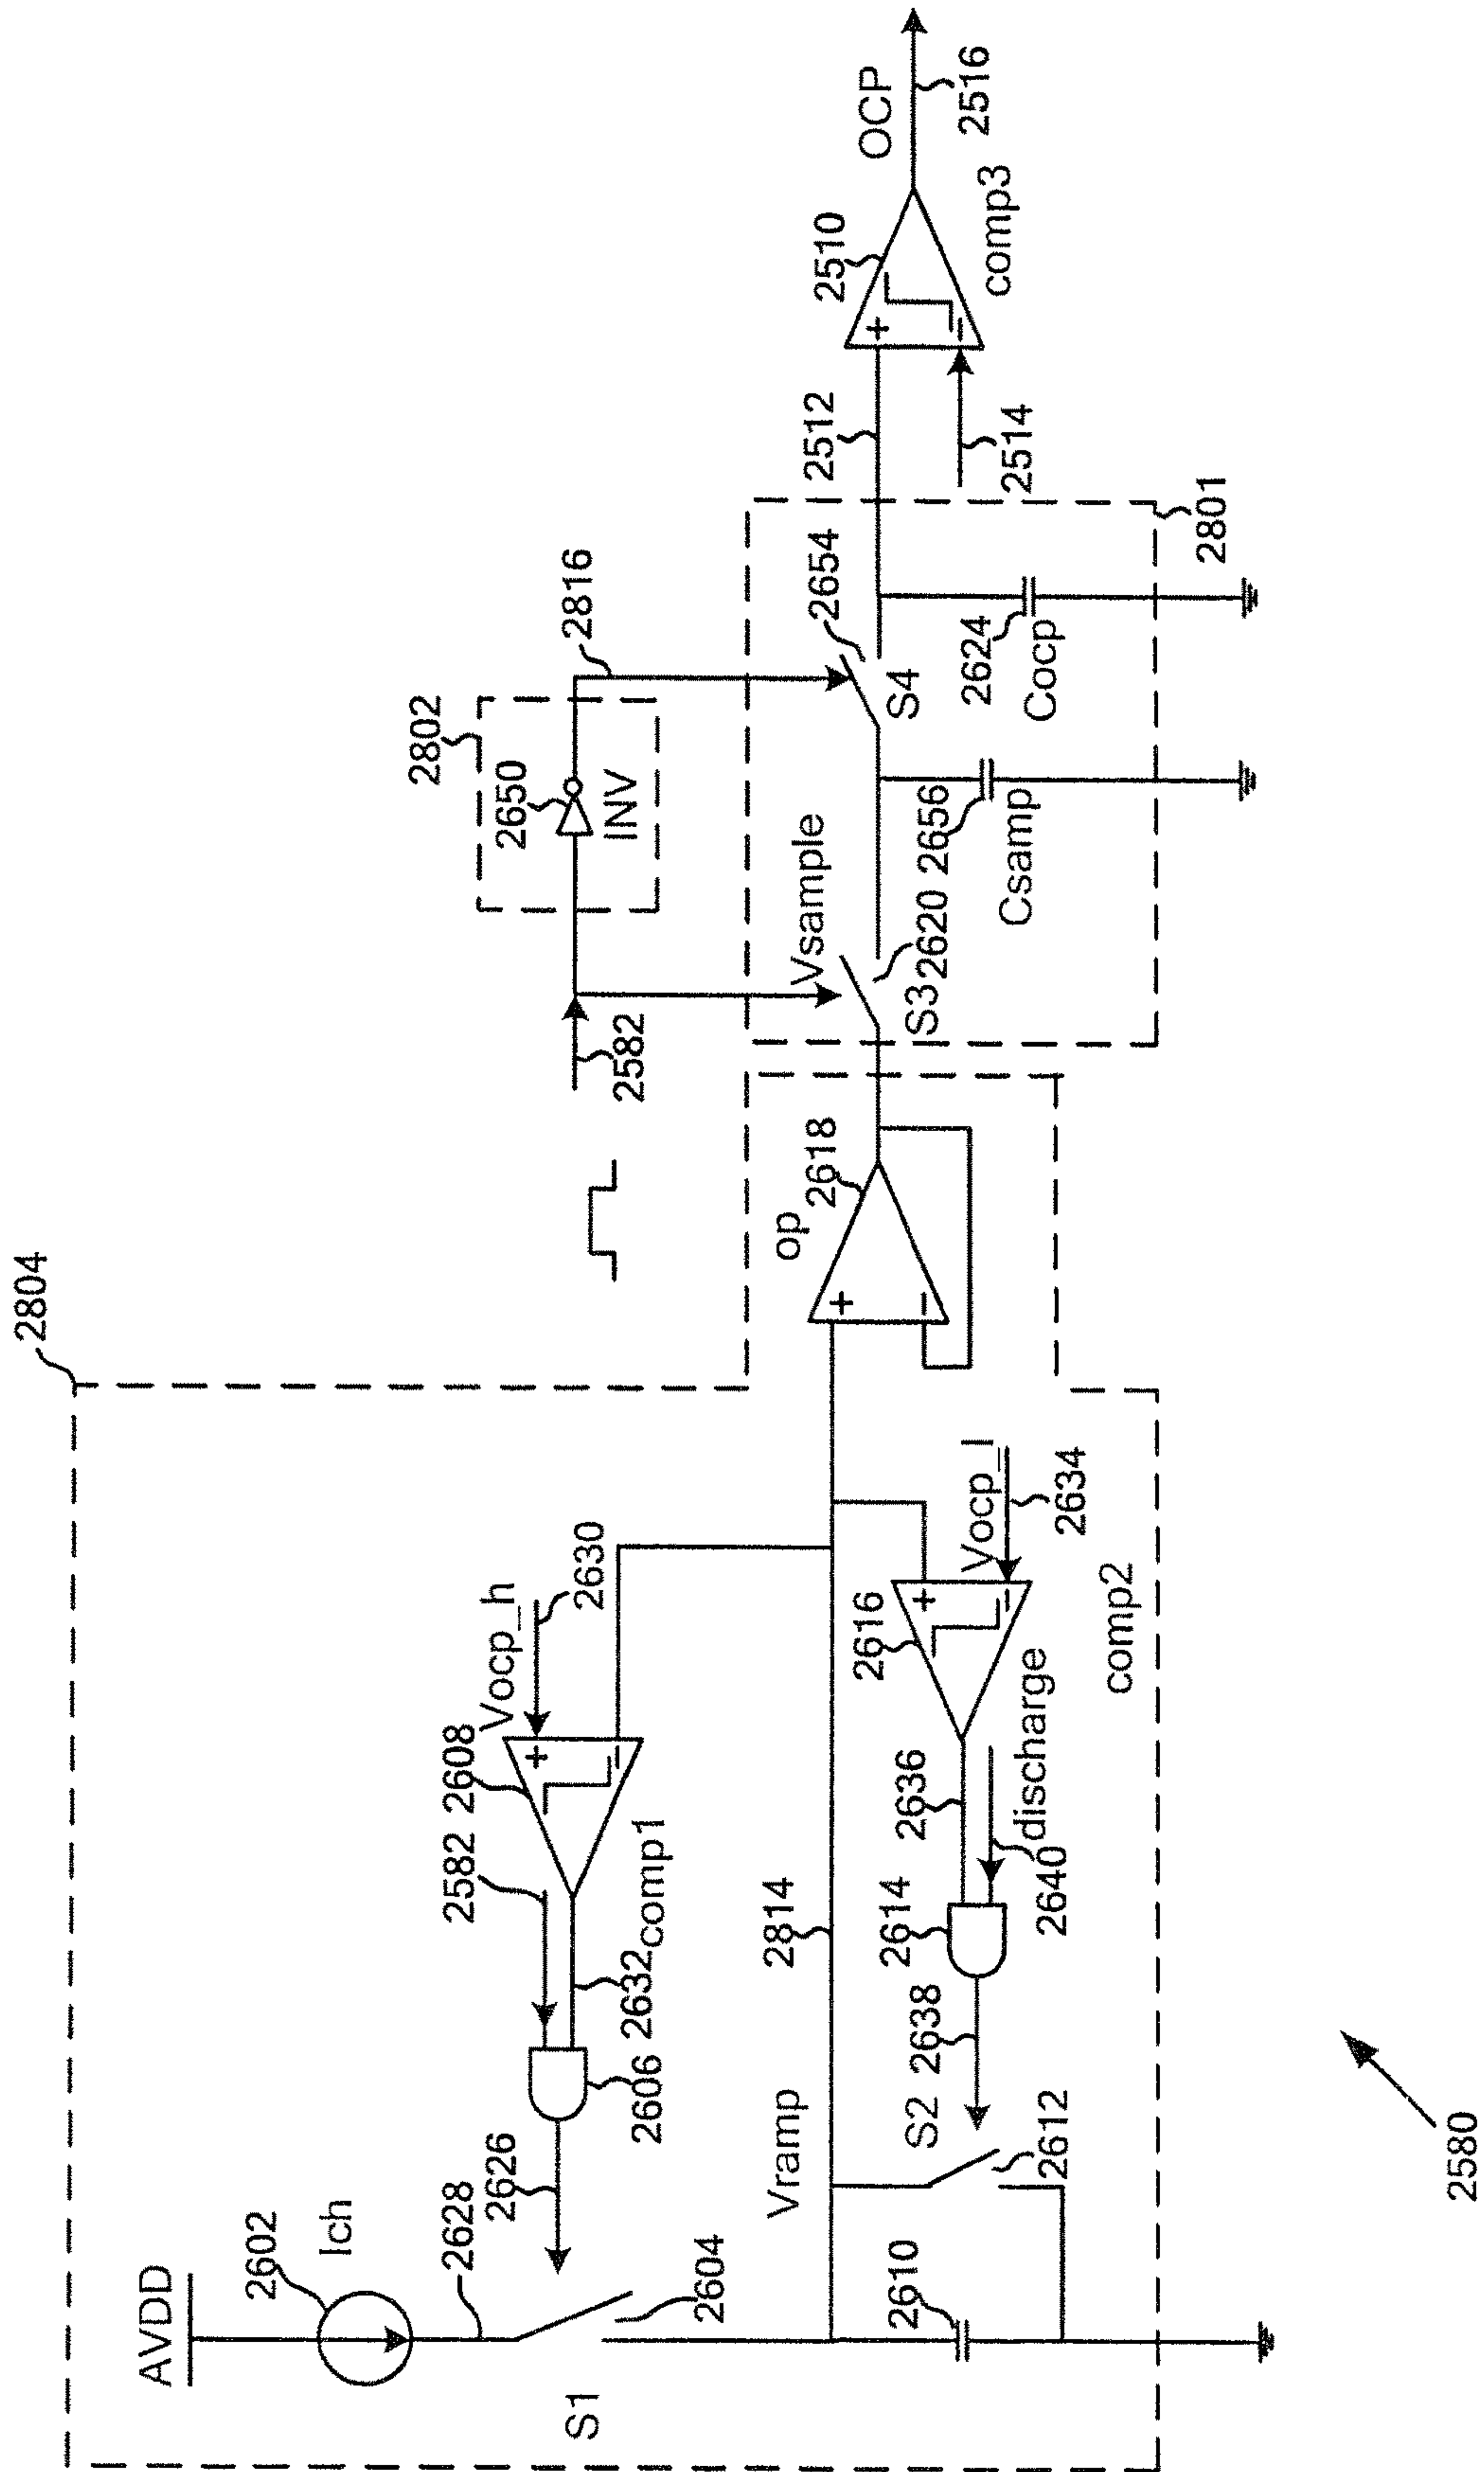 2804
AVDD
2602
Ich
2628
S1
2604
2626
2606
2582
2632
2608
comp1
Vocp_h
2630
Vramp
2814
2610
S2
2612
2638
2614
2636
2640
discharge
2616
Vocp_l
2634
comp2
op
+
-
2618
2582
2802
2650
INV
2816
Vsample
S3
2620
2656
Csamp
S4
2654
2624
Cocp
2801
2512
2514
2510
+
-
comp3
OCP
2516
+
-
+
-
2580